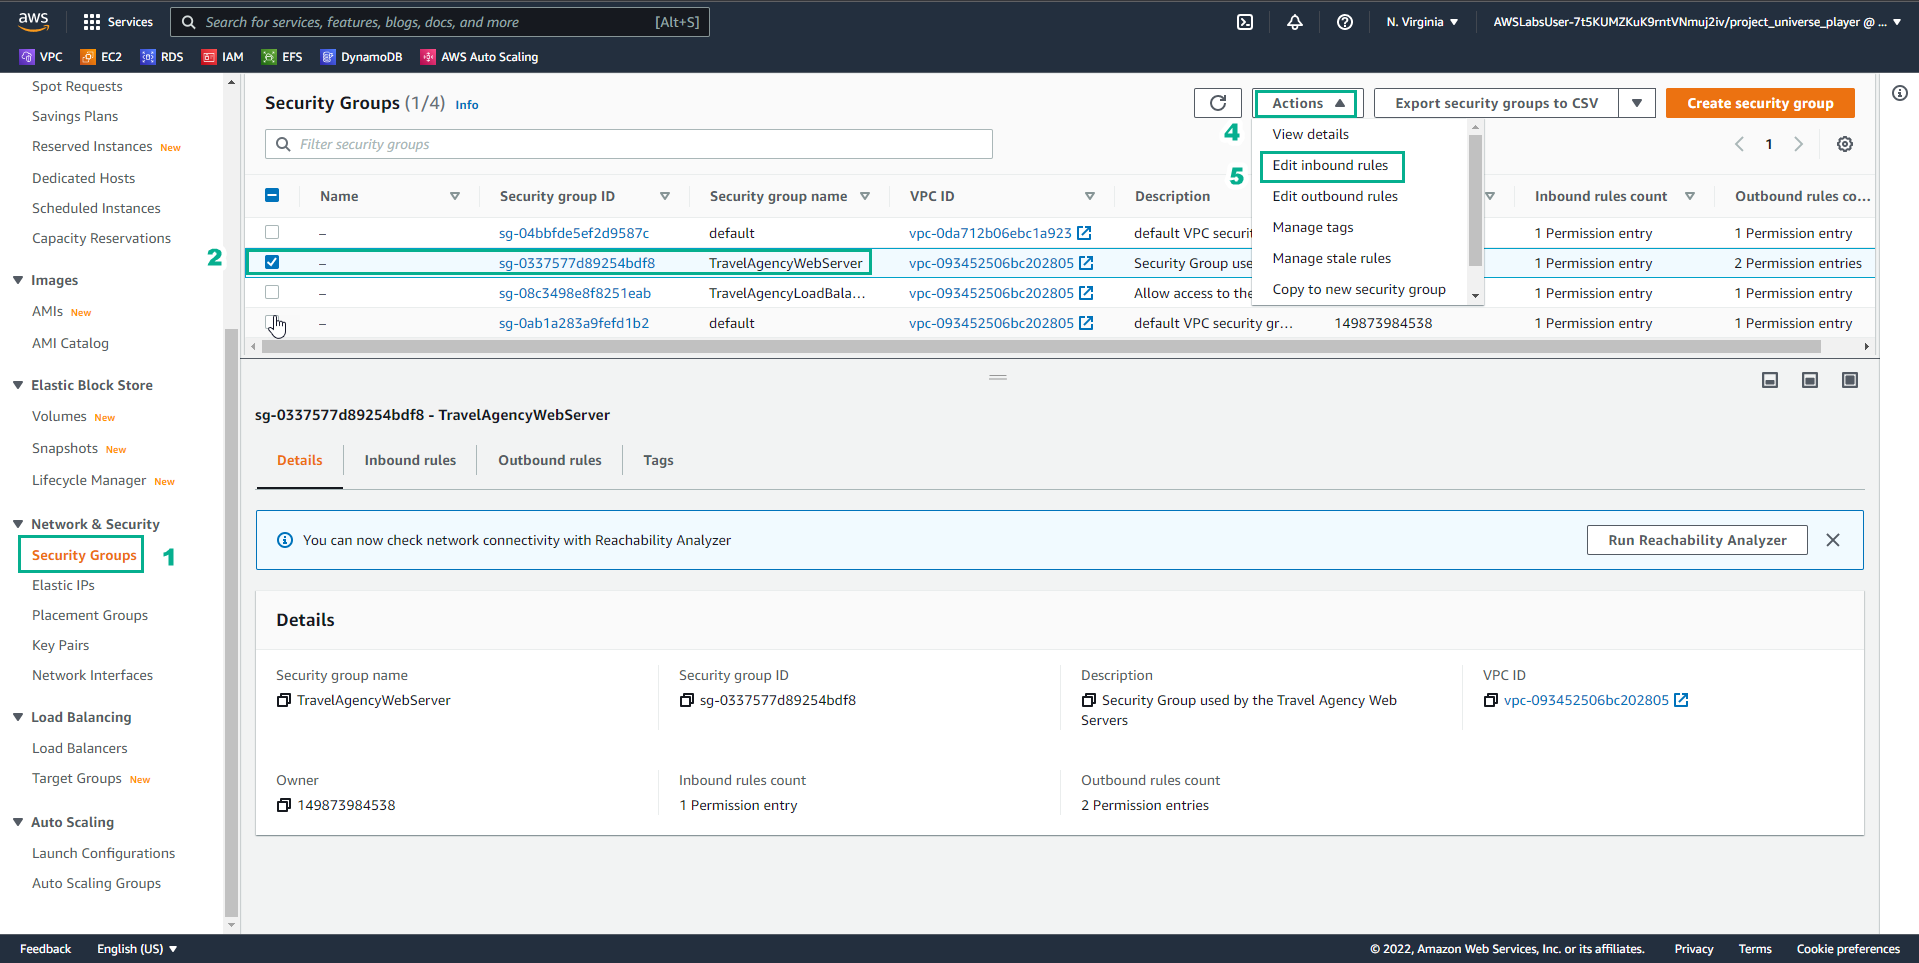 aws
Services
Search for services, features, blogs, docs, and more
[Alt+S]
N. Virginia
AWSLabsUser-7t5KUMZKuK9rntVNmuj2iv/project_universe_player @ ...
VPC
EC2
RDS
IAM
EFS
DynamoDB
AWS Auto Scaling
Spot Requests
Savings Plans
Reserved Instances New
Dedicated Hosts
Scheduled Instances
Capacity Reservations
Images
AMIs New
AMI Catalog
Elastic Block Store
Volumes New
Snapshots New
Lifecycle Manager New
Network & Security
Security Groups 1
Elastic IPs
Placement Groups
Key Pairs
Network Interfaces
Load Balancing
Load Balancers
Target Groups New
Auto Scaling
Launch Configurations
Auto Scaling Groups
Security Groups (1/4) Info
Actions
Export security groups to CSV
Create security group
Filter security groups
1
4
View details
5 Edit inbound rules
Edit outbound rules
Manage tags
Manage stale rules
Copy to new security group
Name Security group ID Security group name VPC ID Description Inbound rules count Outbound rules co...
– sg-04bbfde5ef2d9587c default vpc-0da712b06ebc1a923 default VPC securit 1 Permission entry 1 Permission entry
2 – sg-0337577d89254bdf8 TravelAgencyWebServer vpc-093452506bc202805 Security Group use 1 Permission entry 2 Permission entries
– sg-08c3498e8f8251eab TravelAgencyLoadBala... vpc-093452506bc202805 Allow access to the 1 Permission entry 1 Permission entry
– sg-0ab1a283a9fefd1b2 default vpc-093452506bc202805 default VPC security gr... 149873984538 1 Permission entry 1 Permission entry
sg-0337577d89254bdf8 - TravelAgencyWebServer
Details Inbound rules Outbound rules Tags
You can now check network connectivity with Reachability Analyzer
Run Reachability Analyzer
Details
Security group name
TravelAgencyWebServer
Security group ID
sg-0337577d89254bdf8
Description
Security Group used by the Travel Agency Web
Servers
VPC ID
vpc-093452506bc202805
Owner
149873984538
Inbound rules count
1 Permission entry
Outbound rules count
2 Permission entries
Feedback
English (US)
© 2022, Amazon Web Services, Inc. or its affiliates.
Privacy
Terms
Cookie preferences